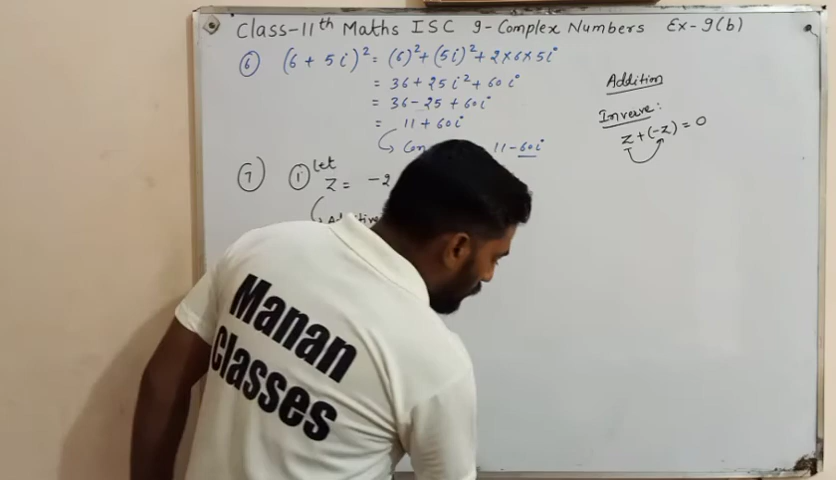 Class-11th Maths ISC 9-Complex Numbers Ex-9(b)
⑥ (6 + 5i)² = (6)² + (5i)² + 2×6×5i
= 36 + 25i² + 60i
= 36 - 25 + 60i
= 11 + 60i
11-60i
⑦ ① let
Z = -2
Additive
Addition
Inverse:
Z+(-Z) = 0
Manan
Classes